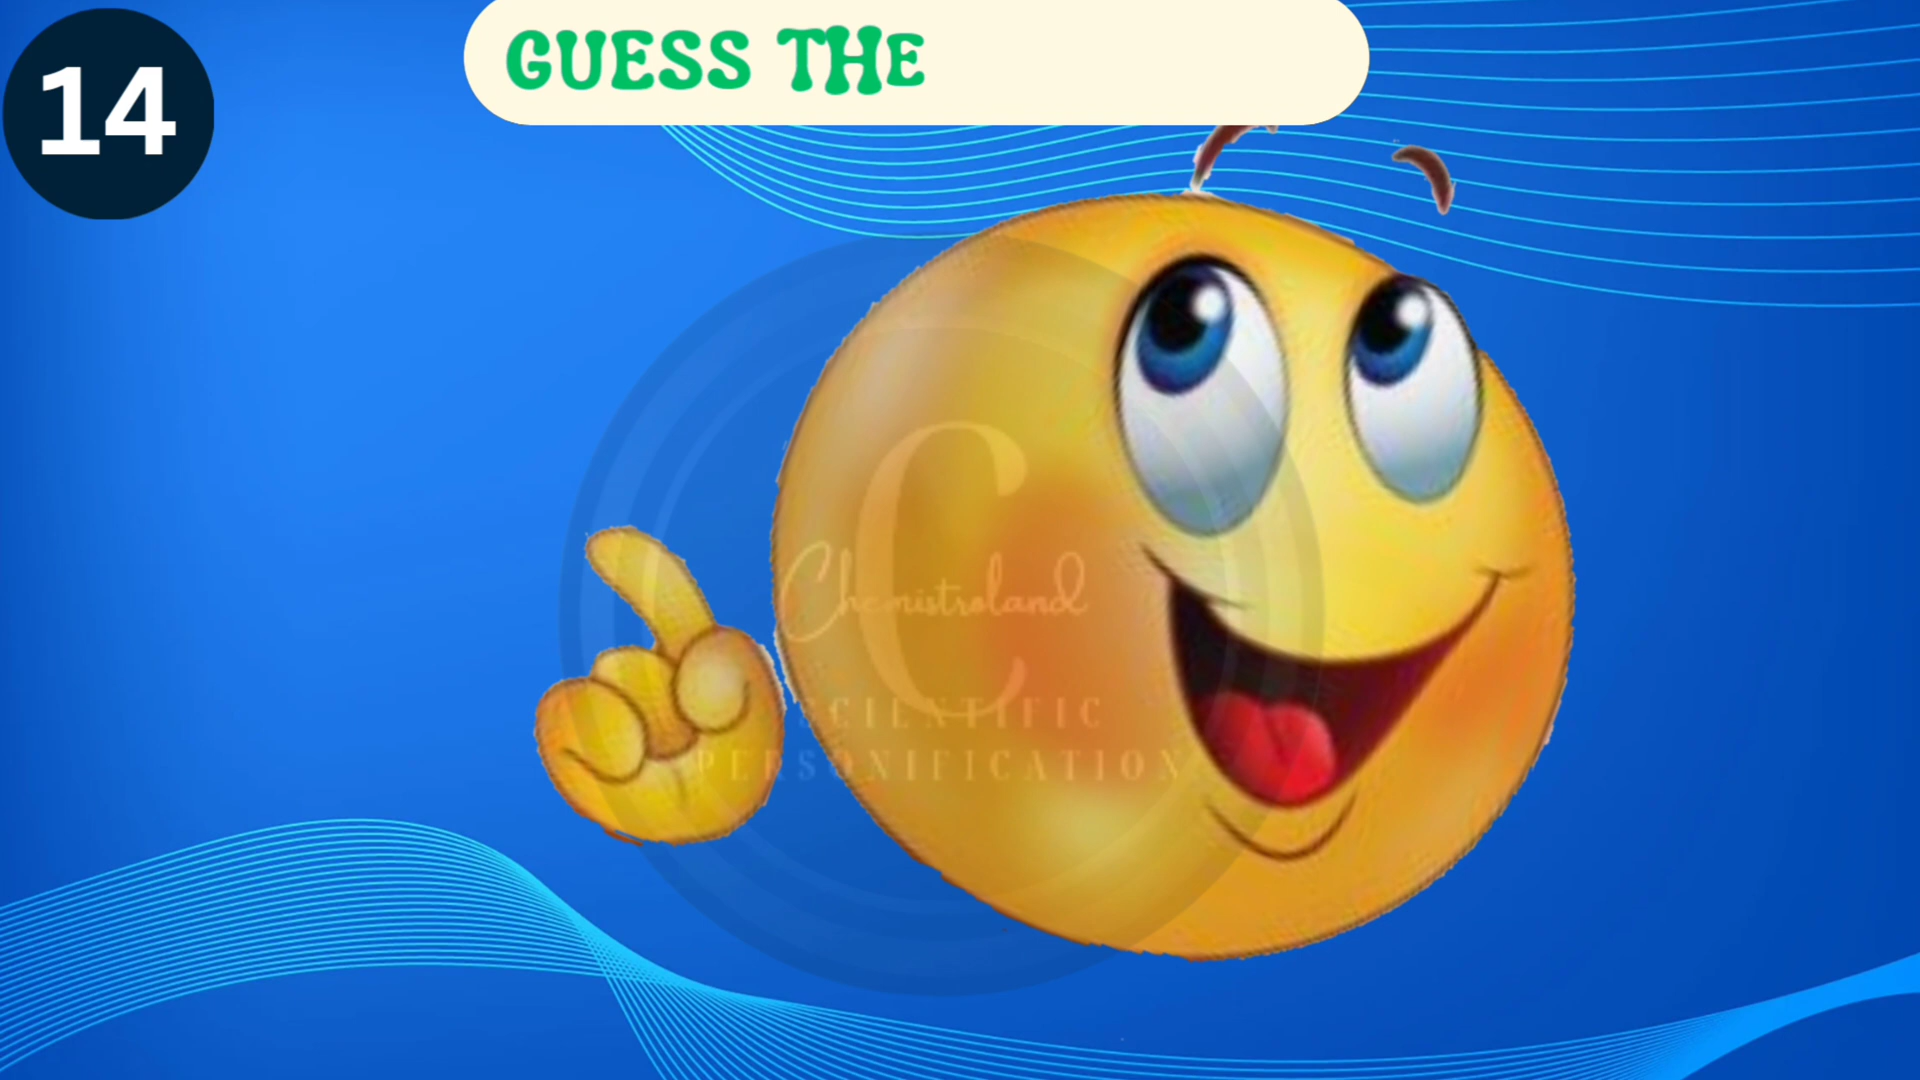 14
GUESS THE
C
Chemistroland
SCIENTIFIC
PERSONIFICATION